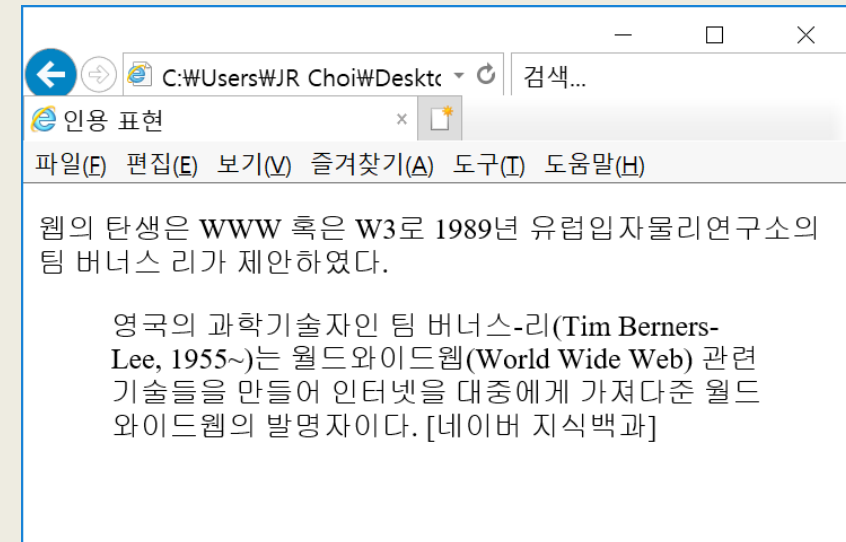 C:₩Users₩JR Choi₩Deskto 검색...
인용 표현
파일(F) 편집(E) 보기(V) 즐겨찾기(A) 도구(T) 도움말(H)
웹의 탄생은 WWW 혹은 W3로 1989년 유럽입자물리연구소의
팀 버너스 리가 제안하였다.
영국의 과학기술자인 팀 버너스-리(Tim Berners-
Lee, 1955~)는 월드와이드웹(World Wide Web) 관련
기술들을 만들어 인터넷을 대중에게 가져다준 월드
와이드웹의 발명자이다. [네이버 지식백과]